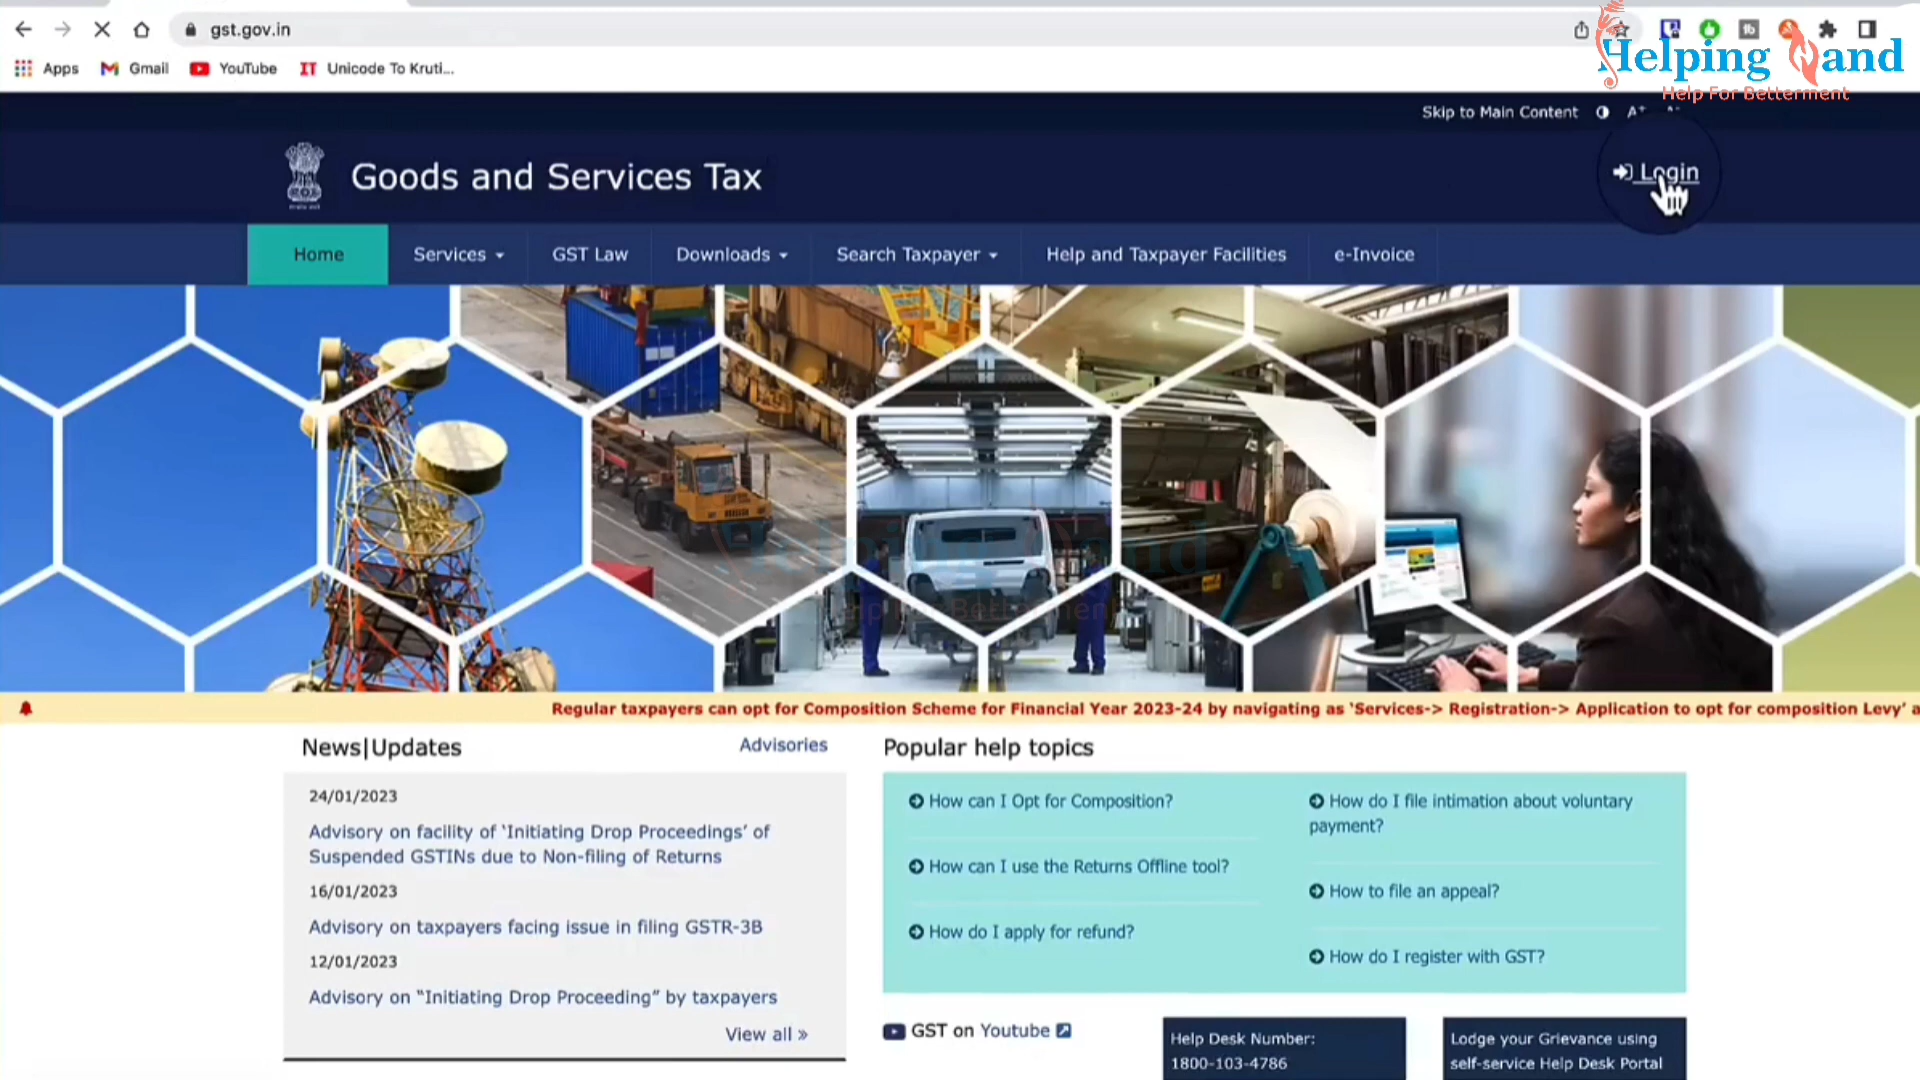 gst.gov.in
Apps Gmail YouTube IT Unicode To Kruti...
Helping Hand
Help For Betterment
Skip to Main Content A+
Goods and Services Tax
Login
Home Services GST Law Downloads Search Taxpayer Help and Taxpayer Facilities e-Invoice
Helping Hand
Help For Betterment
Regular taxpayers can opt for Composition Scheme for Financial Year 2023-24 by navigating as ‘Services-> Registration-> Application to opt for composition Levy’ a
News|Updates Advisories
24/01/2023
Advisory on facility of ‘Initiating Drop Proceedings’ of
Suspended GSTINs due to Non-filing of Returns
16/01/2023
Advisory on taxpayers facing issue in filing GSTR-3B
12/01/2023
Advisory on “Initiating Drop Proceeding” by taxpayers
View all »
Popular help topics
How can I Opt for Composition?
How can I use the Returns Offline tool?
How do I apply for refund?
How do I file intimation about voluntary
payment?
How to file an appeal?
How do I register with GST?
GST on Youtube
Help Desk Number:
1800-103-4786
Lodge your Grievance using
self-service Help Desk Portal